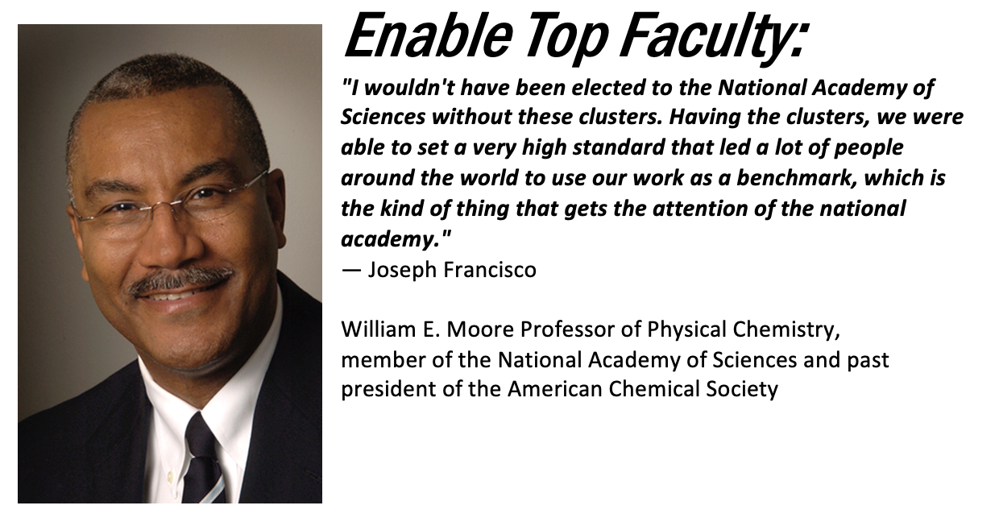 Enable Top Faculty:
"I wouldn't have been elected to the National Academy of
Sciences without these clusters. Having the clusters, we were
able to set a very high standard that led a lot of people
around the world to use our work as a benchmark, which is
the kind of thing that gets the attention of the national
academy."
— Joseph Francisco
William E. Moore Professor of Physical Chemistry,
member of the National Academy of Sciences and past
president of the American Chemical Society